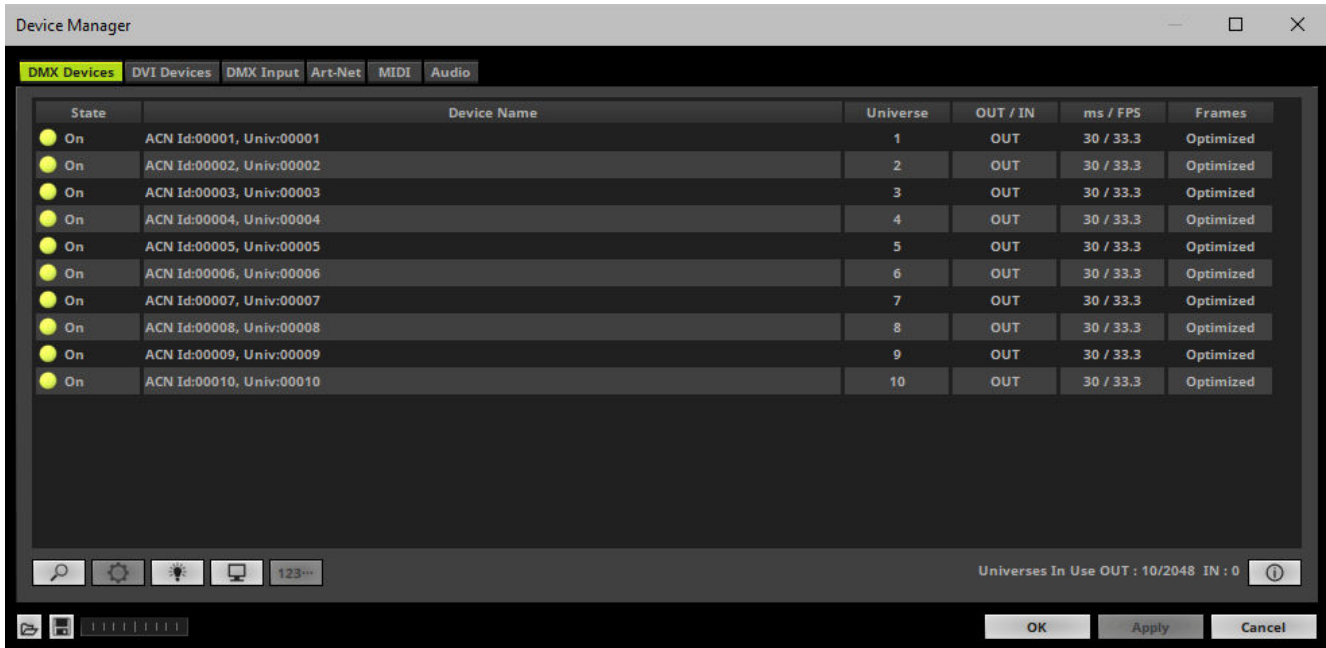 Device Manager
DMX Devices DVI Devices DMX Input Art-Net MIDI Audio
State Device Name Universe OUT / IN ms / FPS Frames
On ACN Id:00001, Univ:00001 1 OUT 30 / 33.3 Optimized
On ACN Id:00002, Univ:00002 2 OUT 30 / 33.3 Optimized
On ACN Id:00003, Univ:00003 3 OUT 30 / 33.3 Optimized
On ACN Id:00004, Univ:00004 4 OUT 30 / 33.3 Optimized
On ACN Id:00005, Univ:00005 5 OUT 30 / 33.3 Optimized
On ACN Id:00006, Univ:00006 6 OUT 30 / 33.3 Optimized
On ACN Id:00007, Univ:00007 7 OUT 30 / 33.3 Optimized
On ACN Id:00008, Univ:00008 8 OUT 30 / 33.3 Optimized
On ACN Id:00009, Univ:00009 9 OUT 30 / 33.3 Optimized
On ACN Id:00010, Univ:00010 10 OUT 30 / 33.3 Optimized
123... Universes In Use OUT : 10/2048 IN : 0
OK Apply Cancel